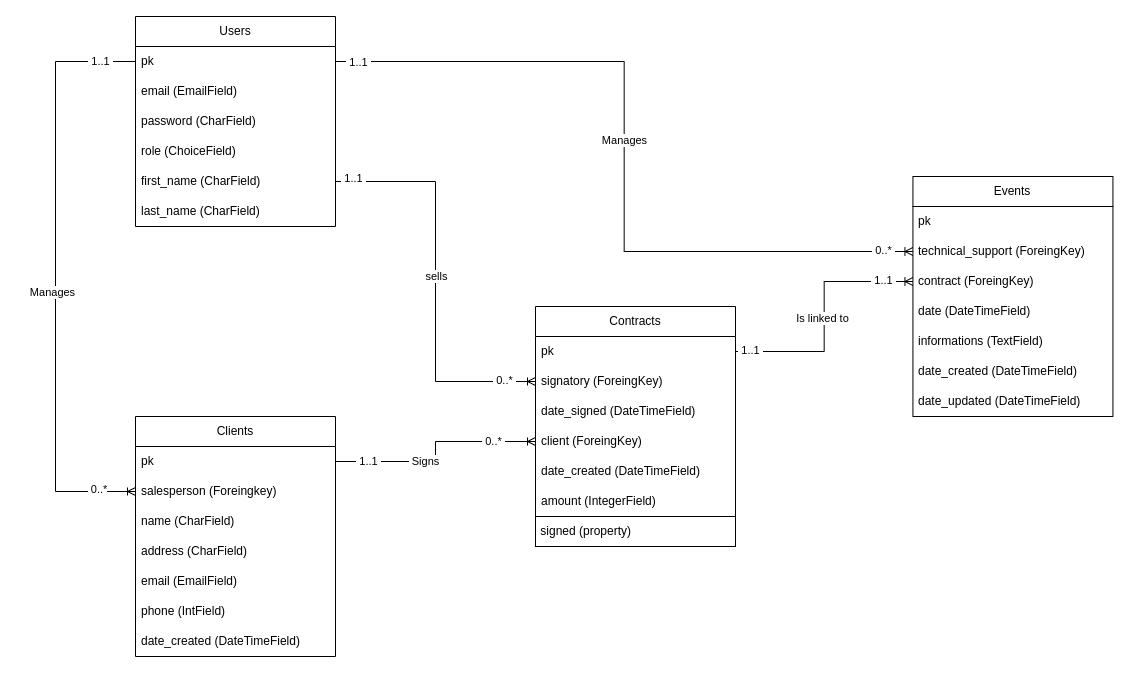 Users
pk
email (EmailField)
password (CharField)
role (ChoiceField)
first_name (CharField)
last_name (CharField)
1..1
1..1
1..1
Manages
Manages
sells
Events
pk
technical_support (ForeingKey)
contract (ForeingKey)
date (DateTimeField)
informations (TextField)
date_created (DateTimeField)
date_updated (DateTimeField)
0..*
1..1
Is linked to
1..1
Contracts
pk
signatory (ForeingKey)
date_signed (DateTimeField)
client (ForeingKey)
date_created (DateTimeField)
amount (IntegerField)
signed (property)
0..*
0..*
Signs
1..1
0..*
Clients
pk
salesperson (Foreingkey)
name (CharField)
address (CharField)
email (EmailField)
phone (IntField)
date_created (DateTimeField)